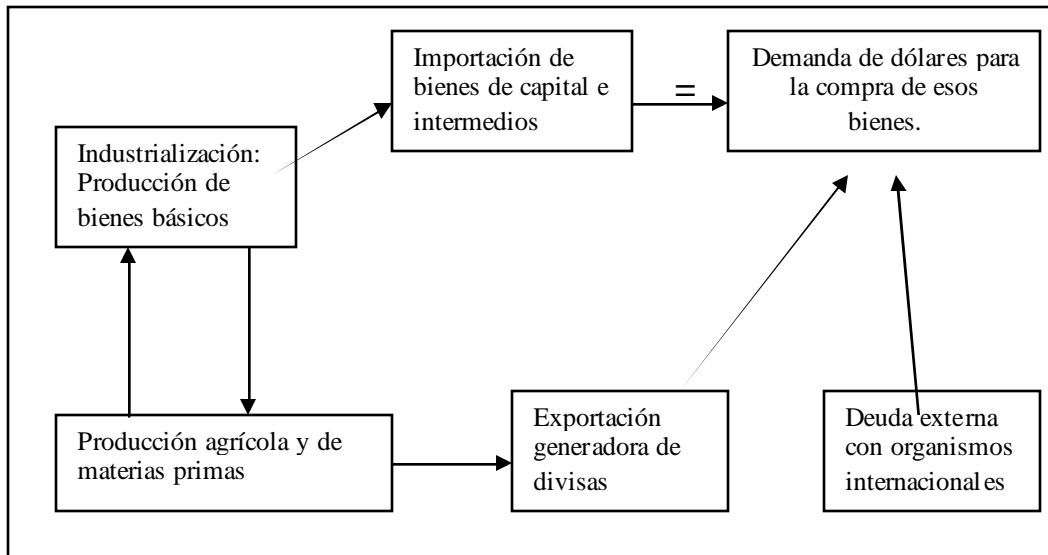 Importación de
bienes de capital e
intermedios
=
Demanda de dólares para
la compra de esos
bienes.
Industrialización:
Producción de
bienes básicos
Producción agrícola y de
materias primas
Exportación
generadora de
divisas
Deuda externa
con organismos
internacionales